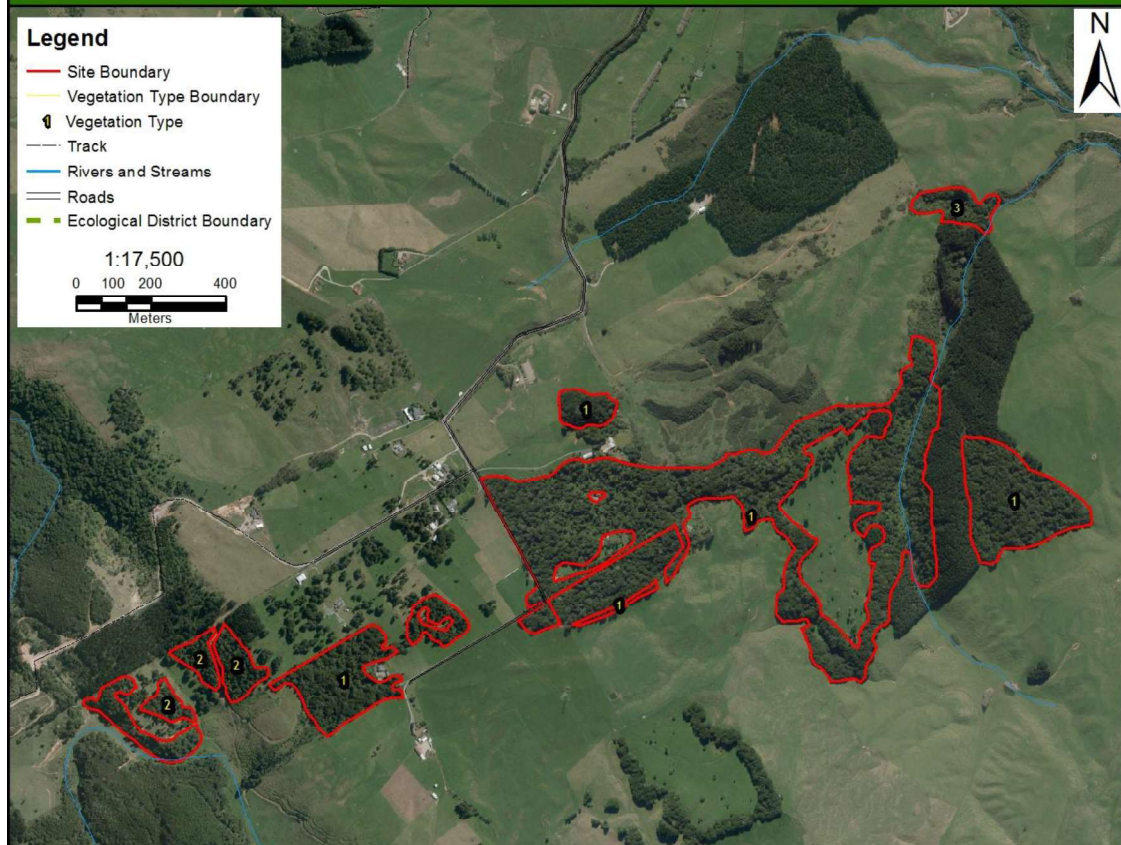 Legend
Site Boundary
Vegetation Type Boundary
1 Vegetation Type
Track
Rivers and Streams
Roads
Ecological District Boundary
1:17,500
0 100 200 400
Meters
N
3
1
1
1
1
2
2
1
2